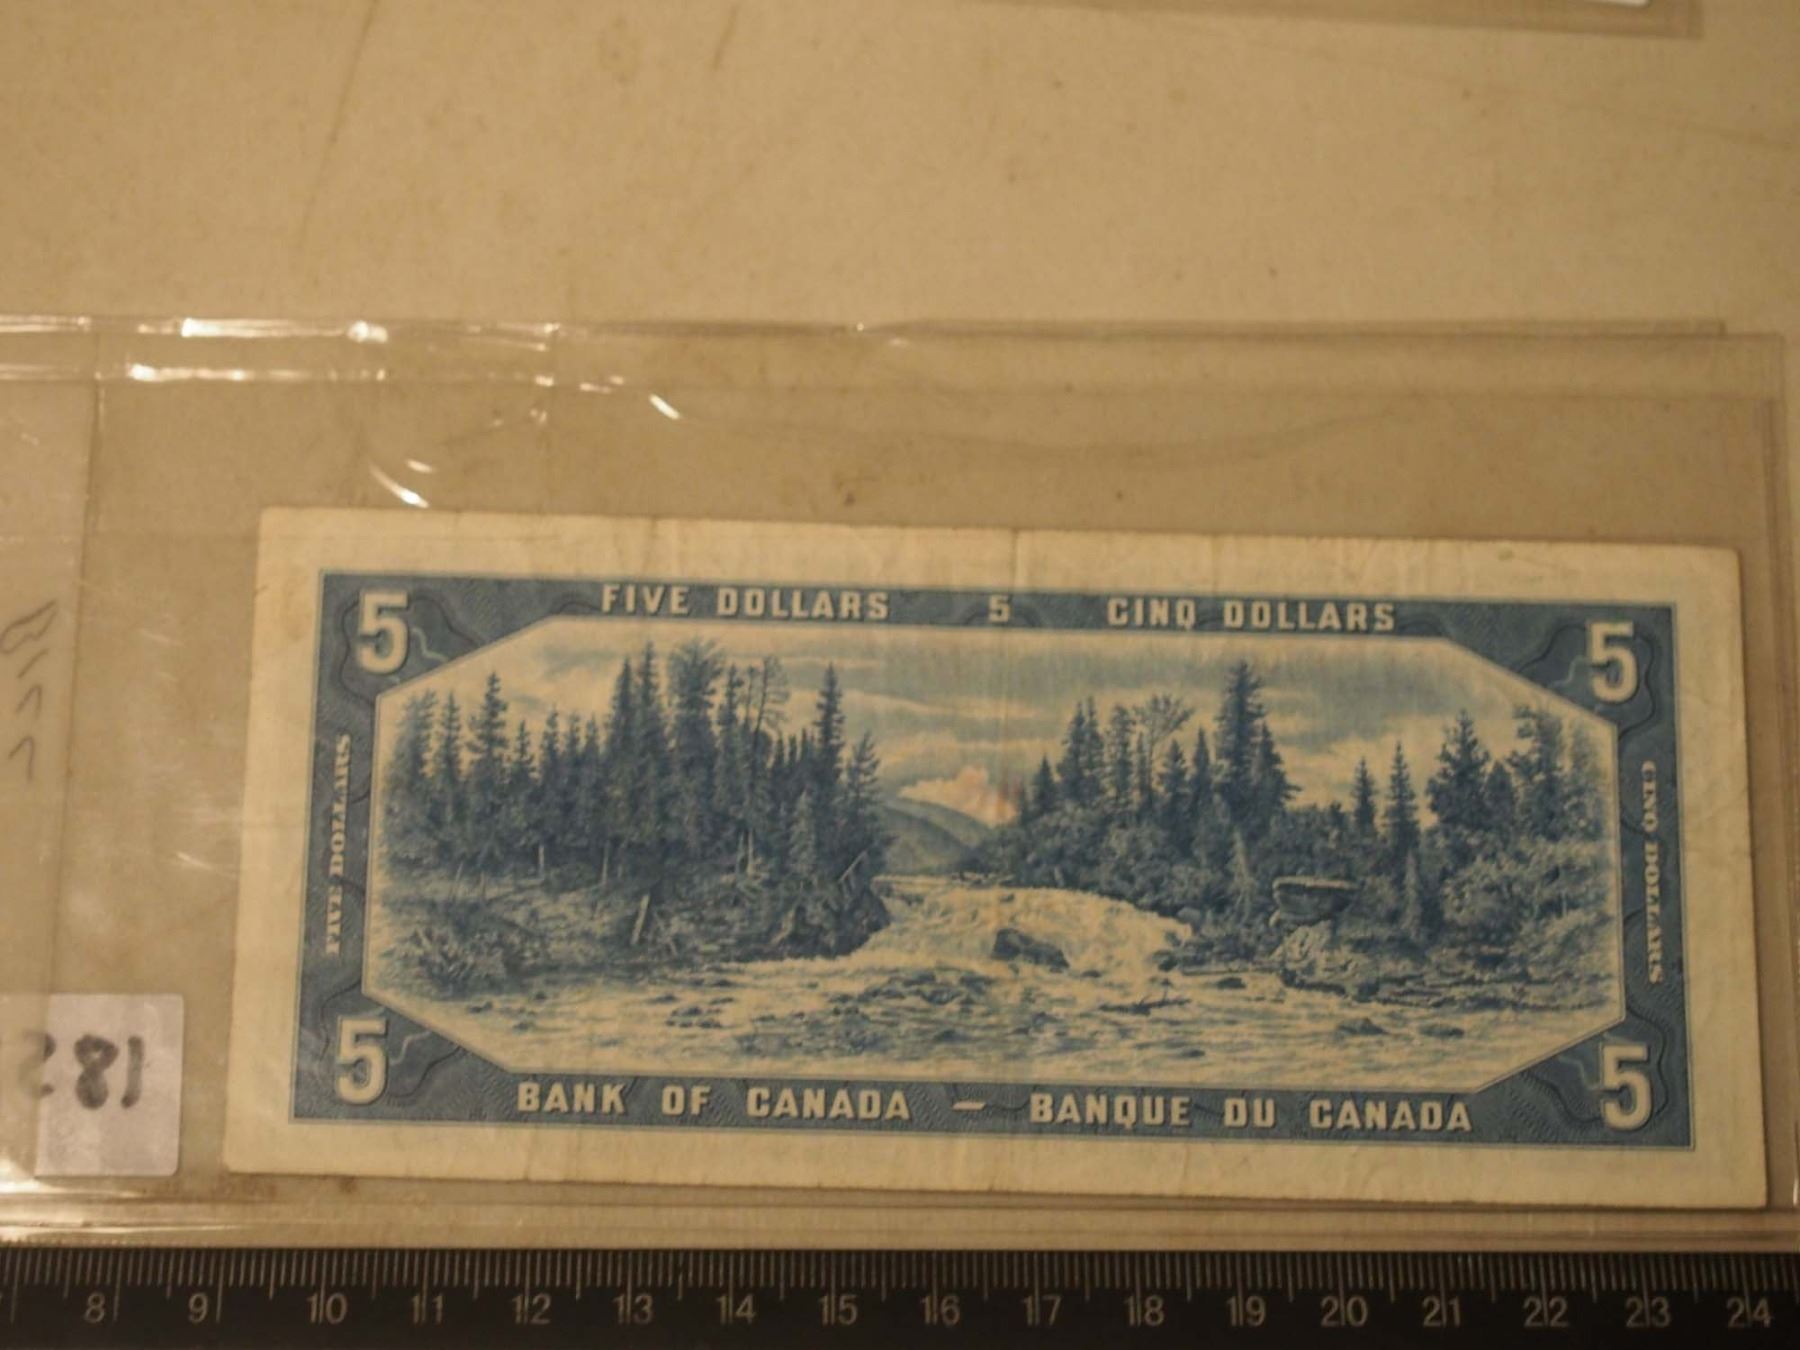 FIVE DOLLARS 5 CINQ DOLLARS
5 5
FIVE DOLLARS
CINQ DOLLARS
5 5
BANK OF CANADA — BANQUE DU CANADA
182
8 9 10 11 12 13 14 15 16 17 18 19 20 21 22 23 24